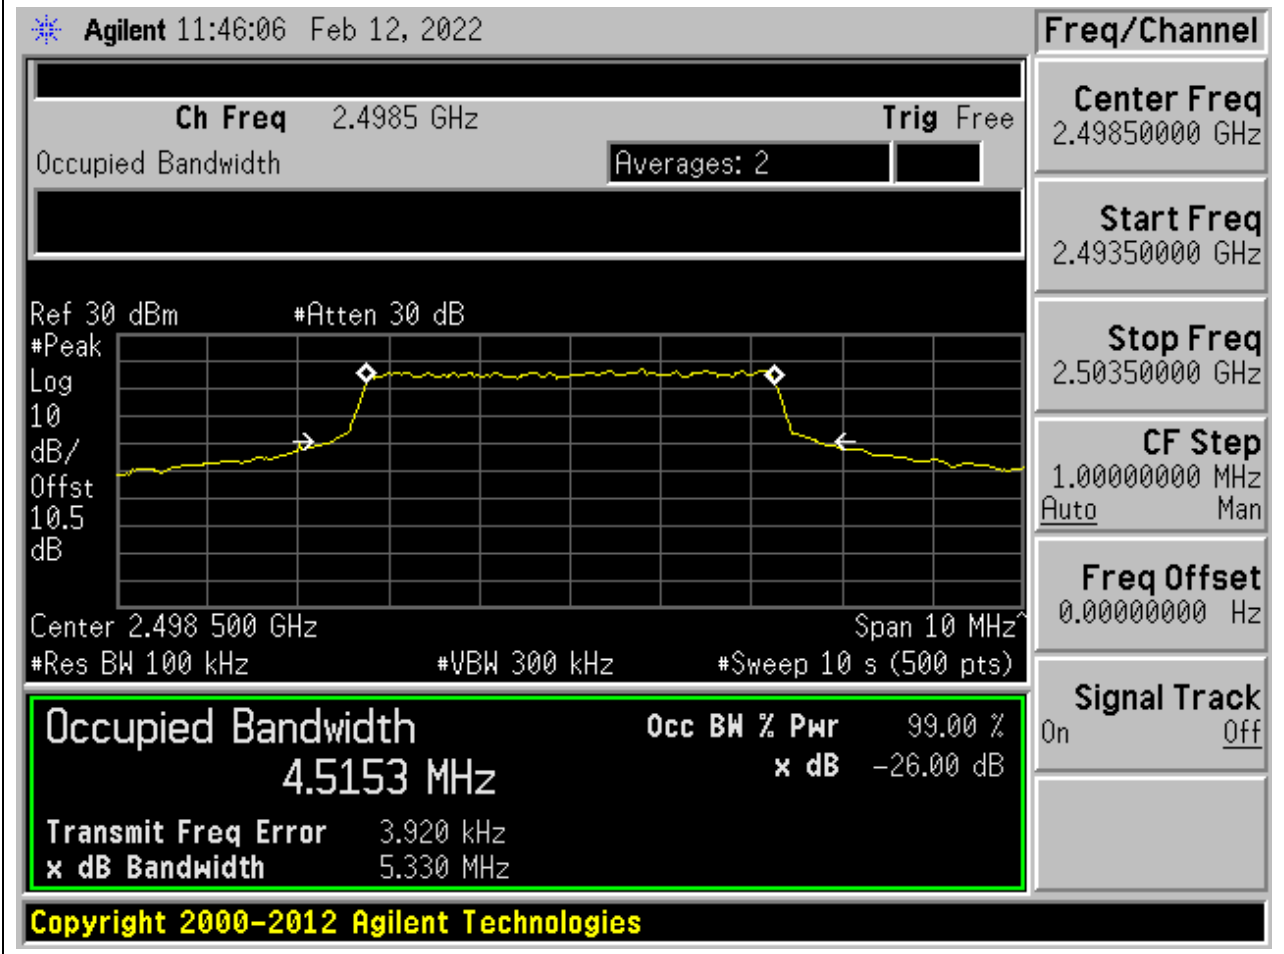 Agilent 11:46:06 Feb 12, 2022
Ch Freq 2.4985 GHz Trig Free
Occupied Bandwidth Averages: 2
Ref 30 dBm #Atten 30 dB
#Peak
Log
10
dB/
Offst
10.5
dB
Center 2.498 500 GHz Span 10 MHz^
#Res BW 100 kHz #VBW 300 kHz #Sweep 10 s (500 pts)
Occupied Bandwidth Occ BW % Pwr 99.00 %
4.5153 MHz x dB -26.00 dB
Transmit Freq Error 3.920 kHz
x dB Bandwidth 5.330 MHz
Copyright 2000-2012 Agilent Technologies
Freq/Channel
Center Freq
2.49850000 GHz
Start Freq
2.49350000 GHz
Stop Freq
2.50350000 GHz
CF Step
1.00000000 MHz
Auto Man
Freq Offset
0.00000000 Hz
Signal Track
On Off